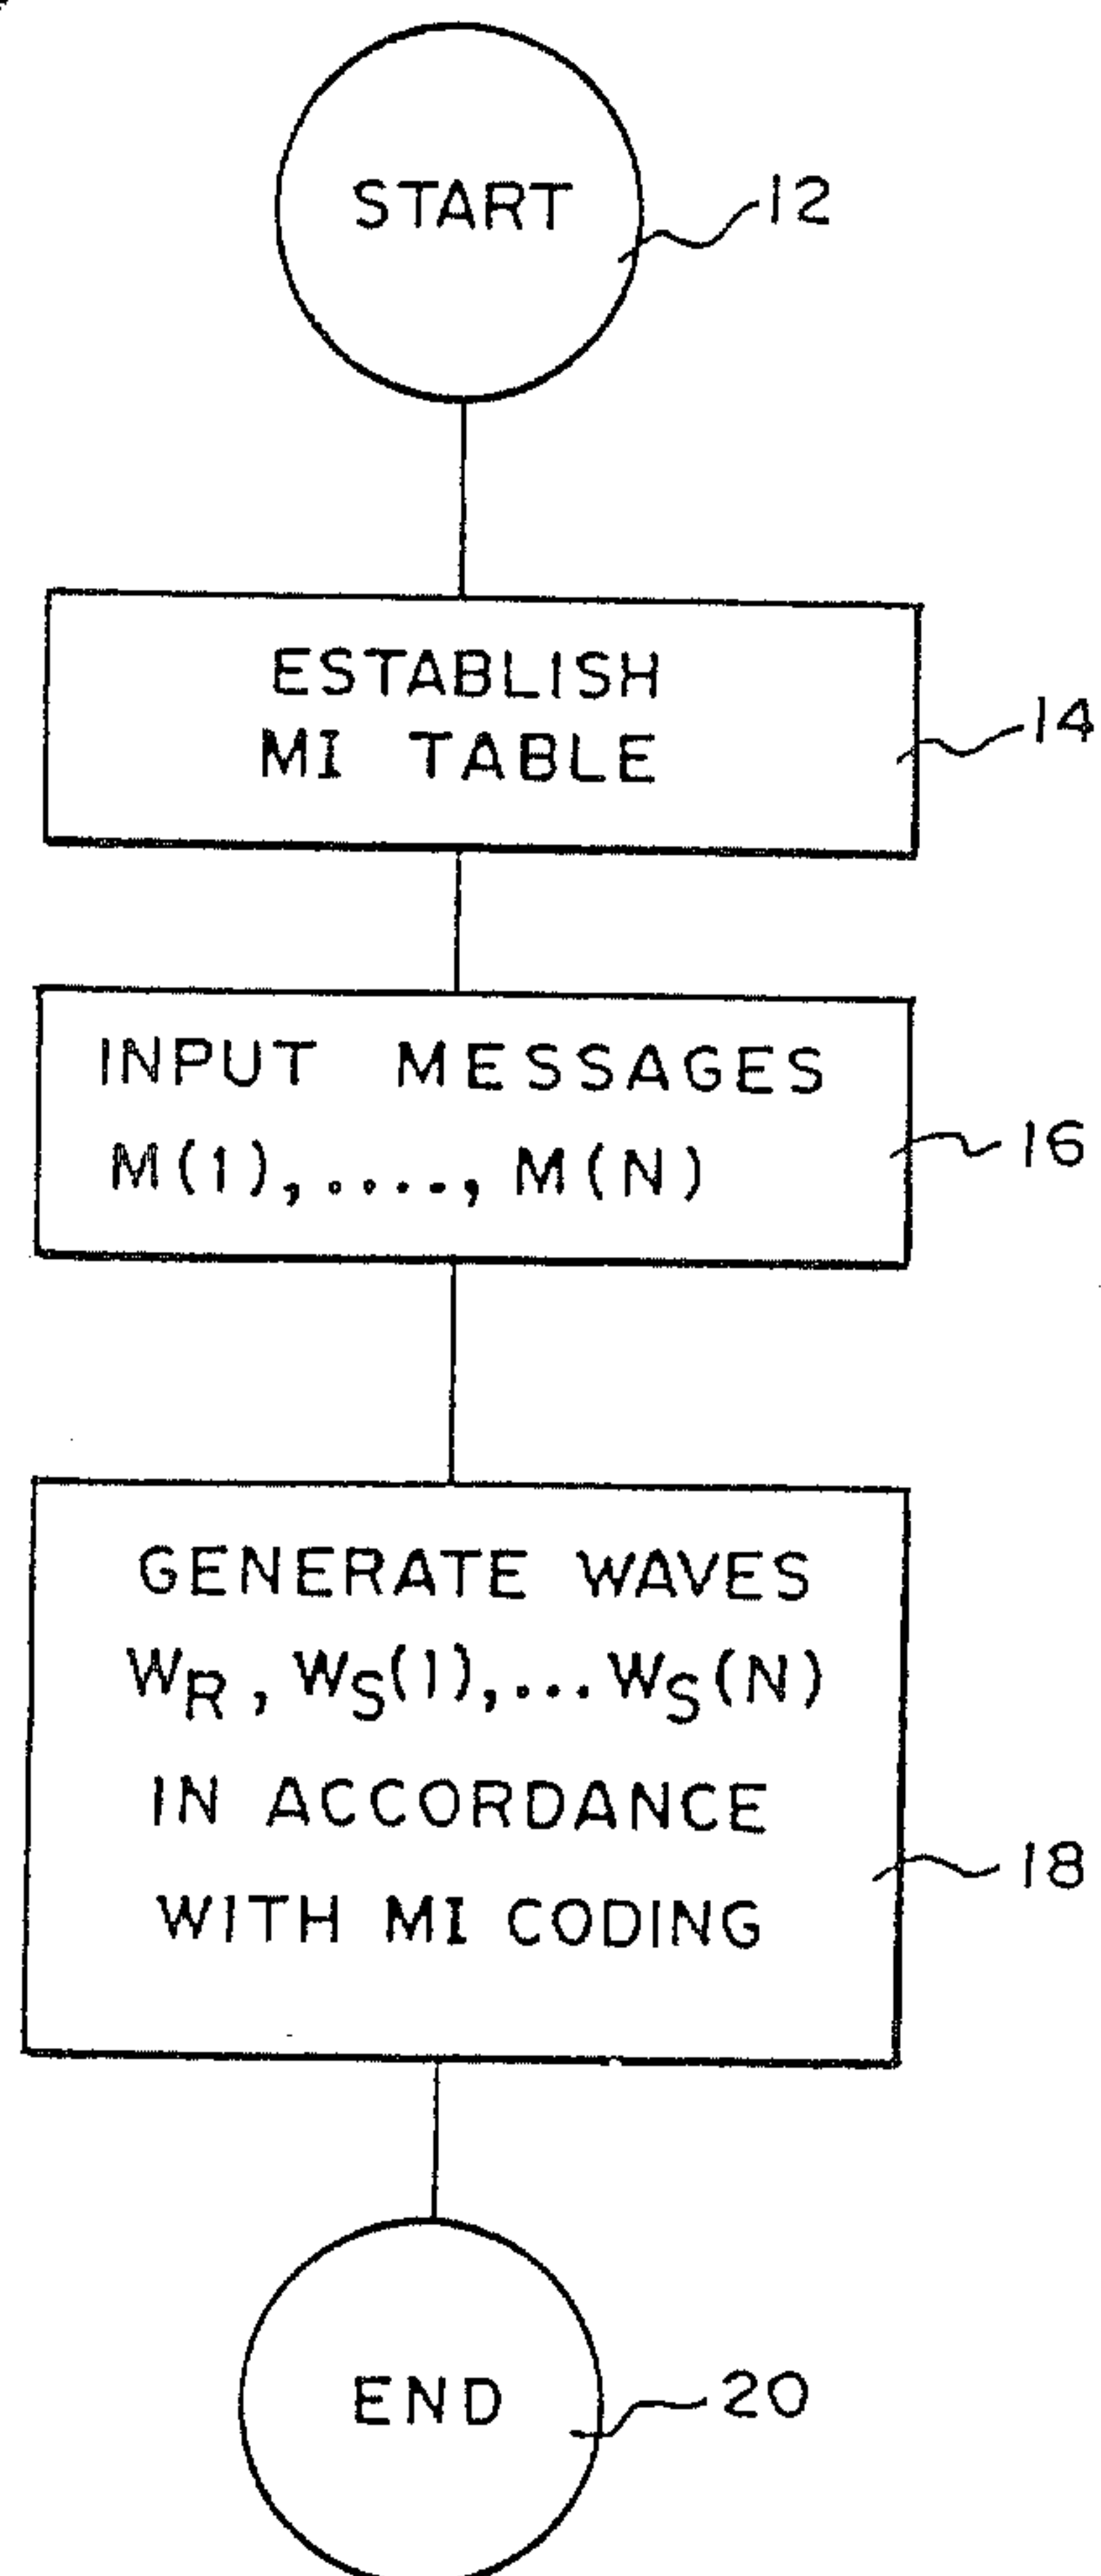 START
12
ESTABLISH
MI TABLE
14
INPUT MESSAGES
M(1),...., M(N)
16
GENERATE WAVES
WR, WS(1),... WS(N)
IN ACCORDANCE
WITH MI CODING
18
END
20